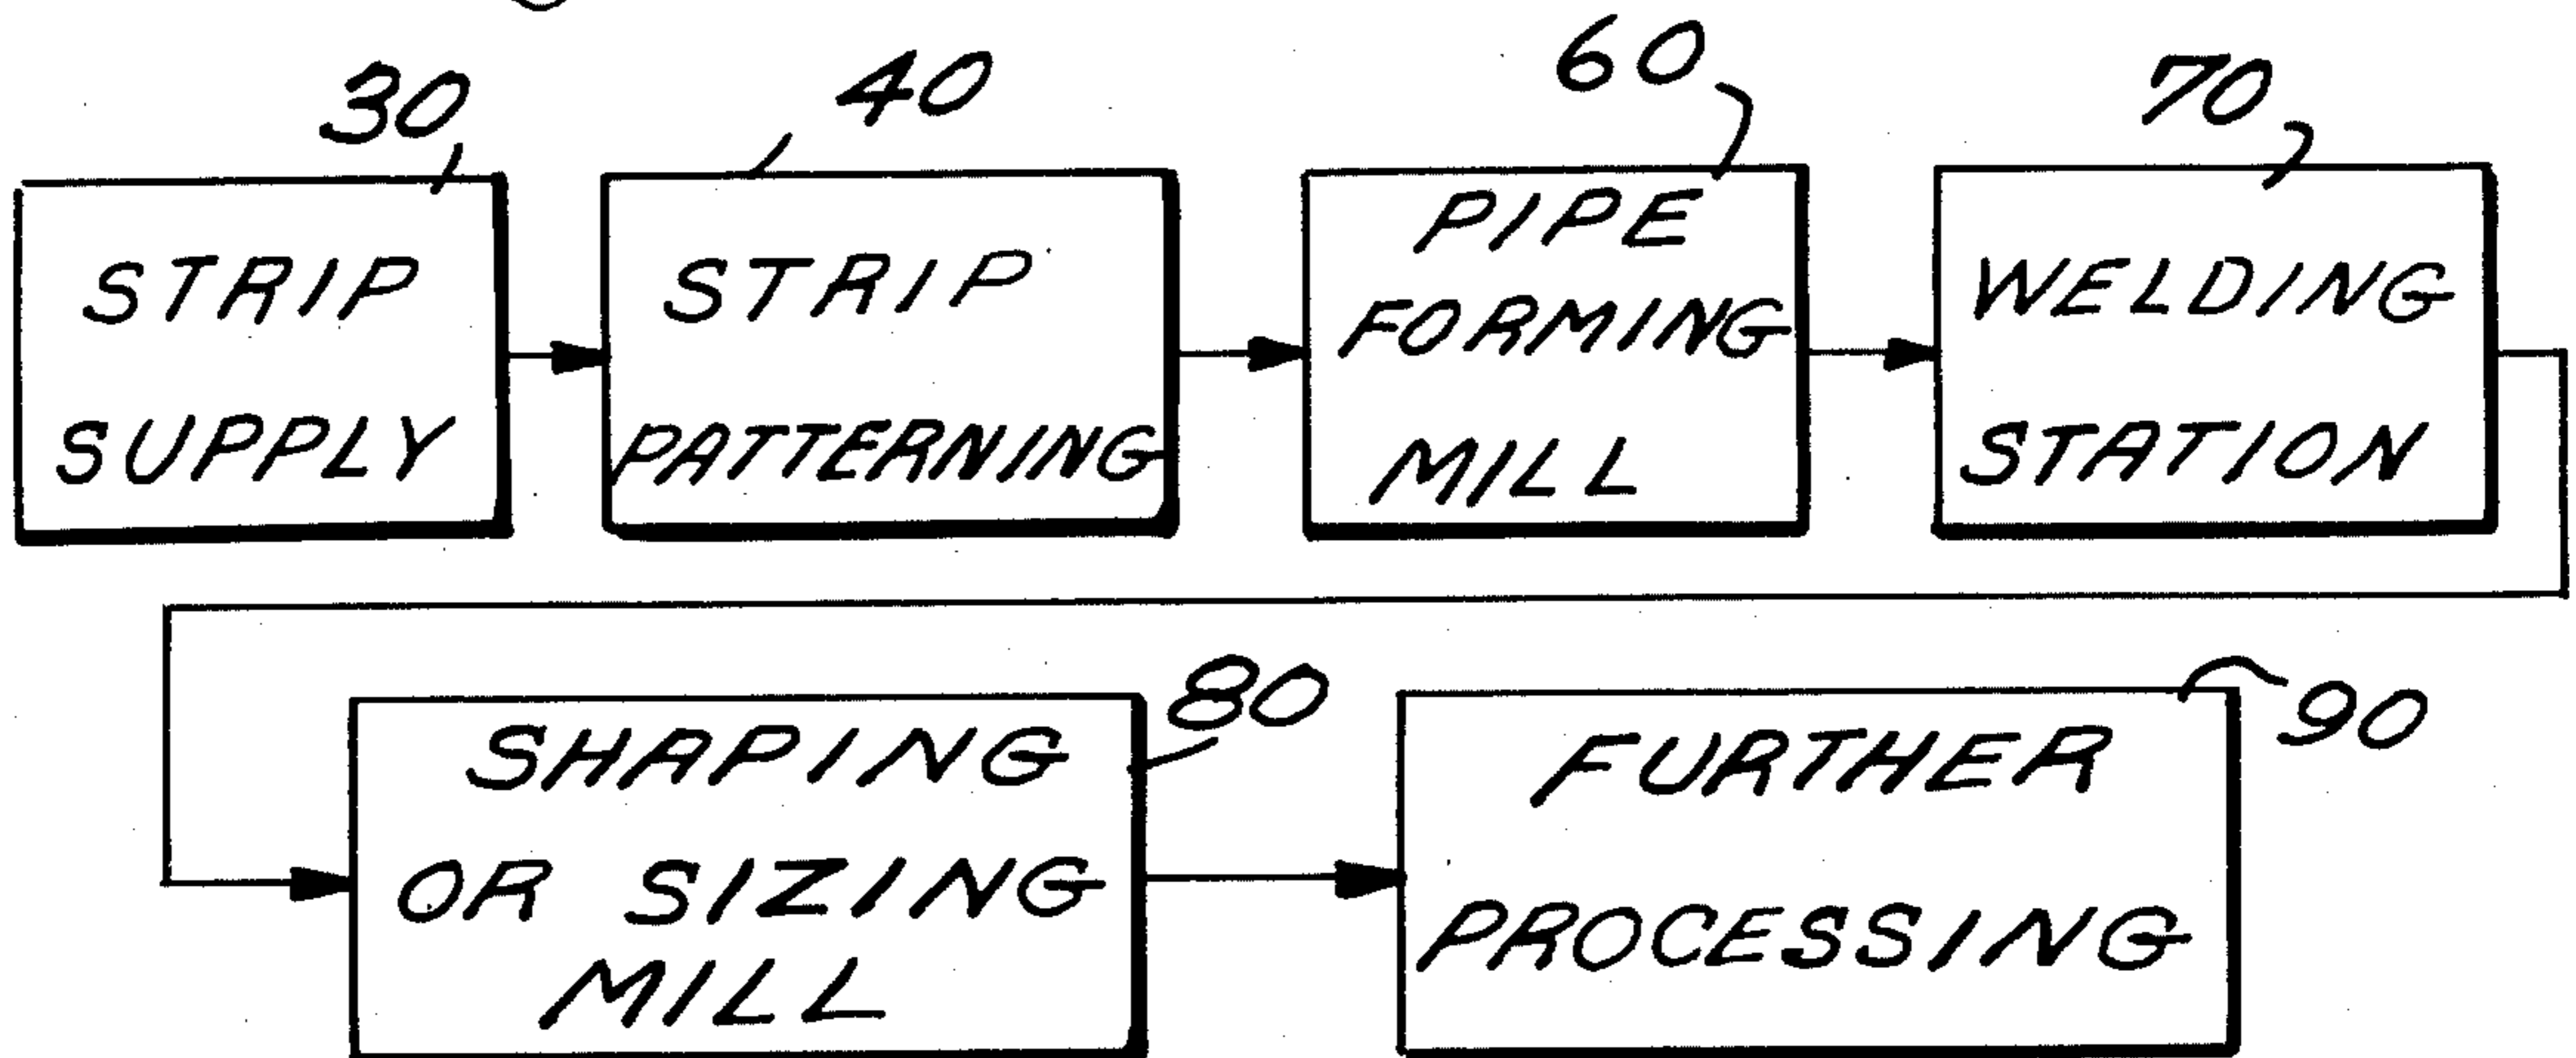 30
40
60
70
STRIP
SUPPLY
STRIP
PATTERNING
PIPE
FORMING
MILL
WELDING
STATION
80
90
SHAPING
OR SIZING
MILL
FURTHER
PROCESSING